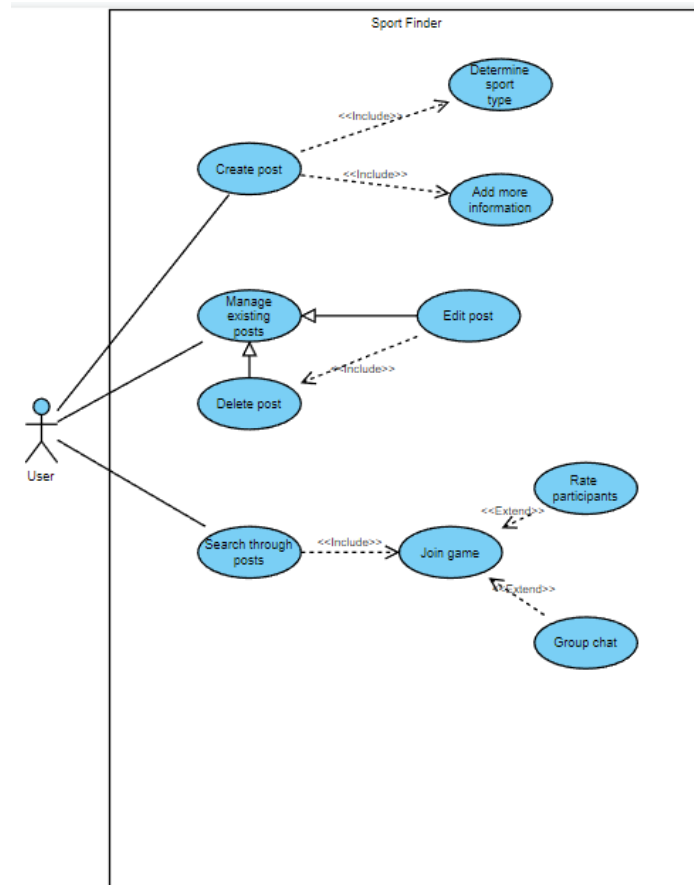 Sport Finder
Determine
sport
type
<<Include>>
Create post
<<Include>>
Add more
information
Manage
existing
posts
Edit post
<<Include>>
Delete post
User
Rate
participants
<<Extend>>
Search through
posts
<<Include>>
Join game
<<Extend>>
Group chat